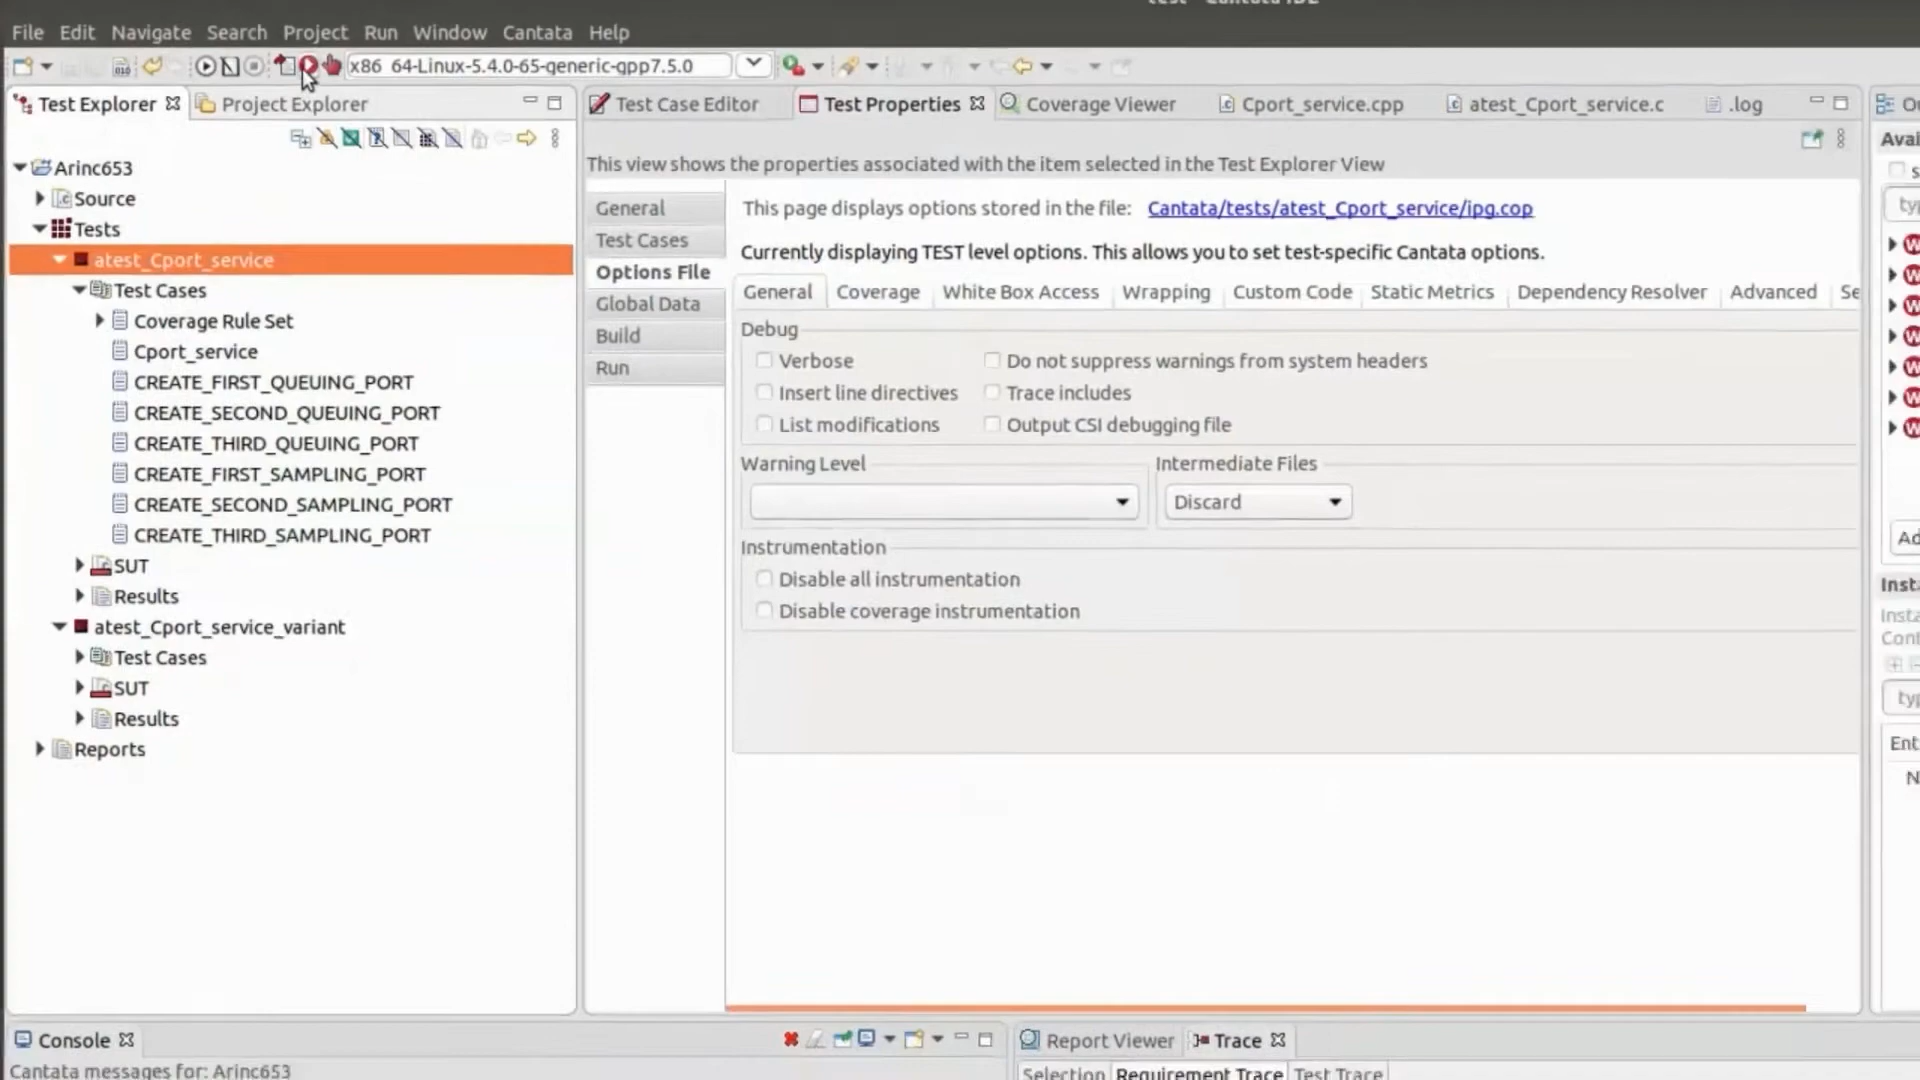 File Edit Navigate Search Project Run Window Cantata Help
x86_64-Linux-5.4.0-65-generic-gpp7.5.0
Test Explorer Project Explorer
Arinc653
Source
Tests
atest_Cport_service
Test Cases
Coverage Rule Set
Cport_service
CREATE_FIRST_QUEUING_PORT
CREATE_SECOND_QUEUING_PORT
CREATE_THIRD_QUEUING_PORT
CREATE_FIRST_SAMPLING_PORT
CREATE_SECOND_SAMPLING_PORT
CREATE_THIRD_SAMPLING_PORT
SUT
Results
atest_Cport_service_variant
Test Cases
SUT
Results
Reports
Test Case Editor Test Properties Coverage Viewer Cport_service.cpp atest_Cport_service.c .log
This view shows the properties associated with the item selected in the Test Explorer View
General
Test Cases
Options File
Global Data
Build
Run
This page displays options stored in the file: Cantata/tests/atest_Cport_service/ipg.cop
Currently displaying TEST level options. This allows you to set test-specific Cantata options.
General Coverage White Box Access Wrapping Custom Code Static Metrics Dependency Resolver Advanced Se
Debug
Verbose Do not suppress warnings from system headers
Insert line directives Trace includes
List modifications Output CSI debugging file
Warning Level Intermediate Files
Discard
Instrumentation
Disable all instrumentation
Disable coverage instrumentation
Console
Cantata messages for: Arinc653
Report Viewer Trace
Selection Requirement Trace Test Trace